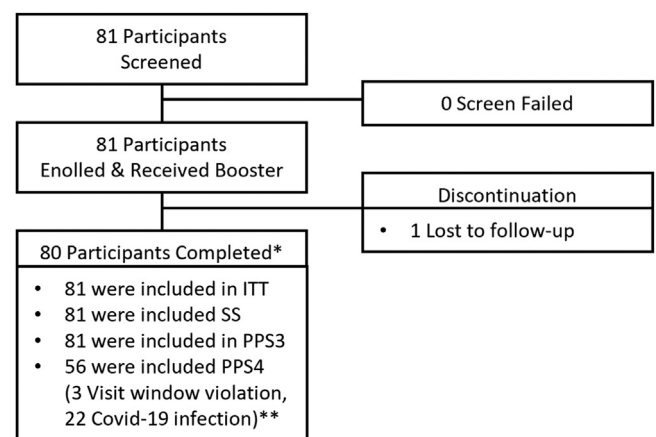 81 Participants
Screened
0 Screen Failed
81 Participants
Enolled & Received Booster
Discontinuation
• 1 Lost to follow-up
80 Participants Completed*
• 81 were included in ITT
• 81 were included SS
• 81 were included in PPS3
• 56 were included PPS4
(3 Visit window violation,
22 Covid-19 infection)**